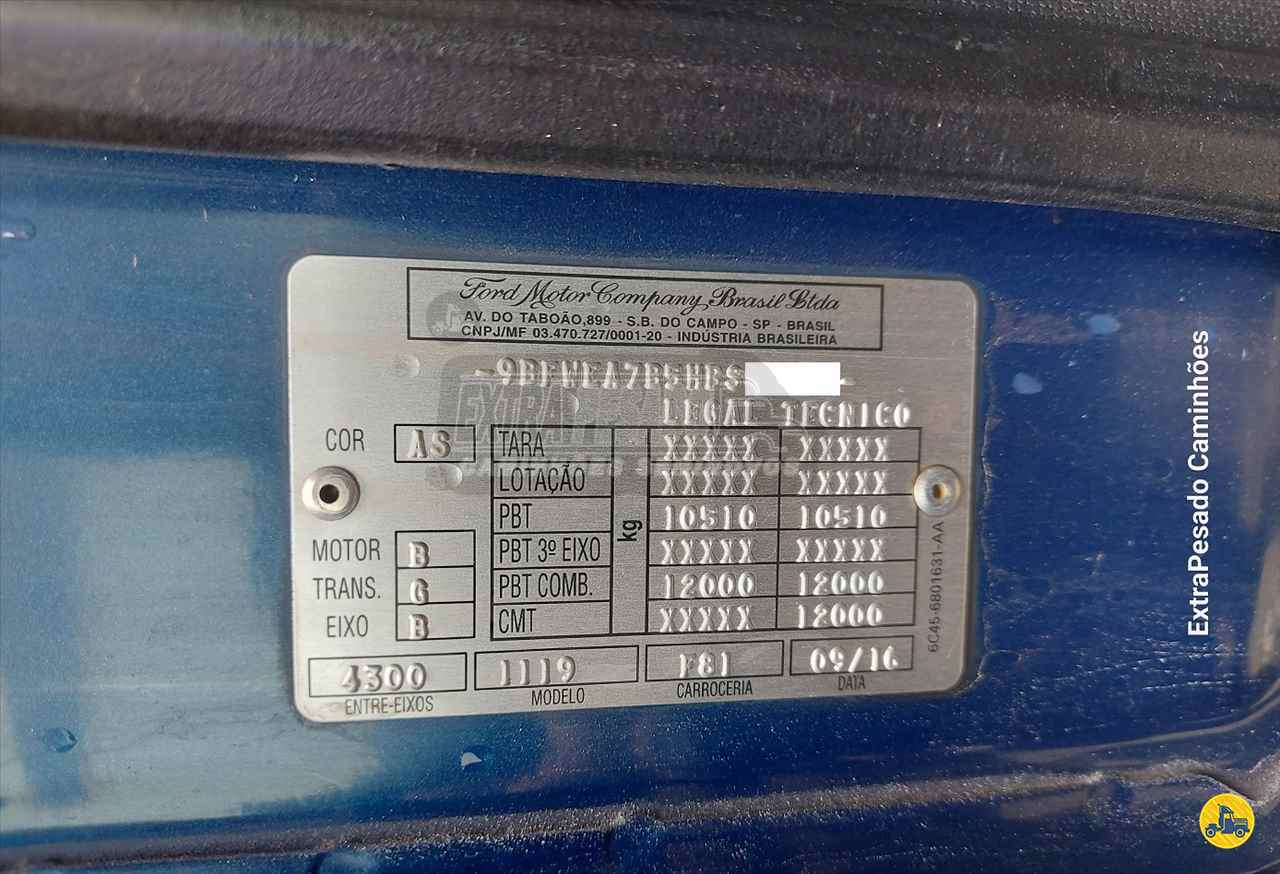 Ford Motor Company Brasil Ltda
AV. DO TABOÃO,899 - S.B. DO CAMPO - SP - BRASIL
CNPJ/MF 03.470.727/0001-20 - INDÚSTRIA BRASILEIRA
LEGAL TECNICO
COR AS TARA XXXXX XXXXX
LOTAÇÃO XXXXX XXXXX
PBT kg 10510 10510
MOTOR B PBT 3º EIXO XXXXX XXXXX
TRANS. G PBT COMB. 12000 12000
EIXO B CMT XXXXX 12000
4300 1119 F81 09/16
ENTRE-EIXOS MODELO CARROCERIA DATA
6C45-6801631-AA
ExtraPesado Caminhões